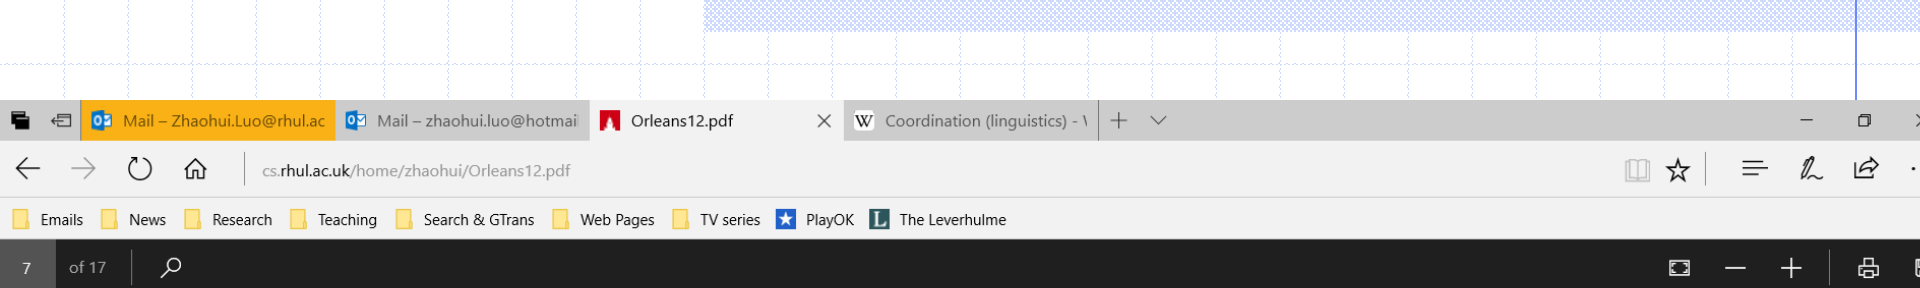 Mail – Zhaohui.Luo@rhul.ac Mail – zhaohui.luo@hotmai Orleans12.pdf W Coordination (linguistics) -
cs.rhul.ac.uk/home/zhaohui/Orleans12.pdf
Emails News Research Teaching Search & GTrans Web Pages TV series PlayOK L The Leverhulme
7 of 17